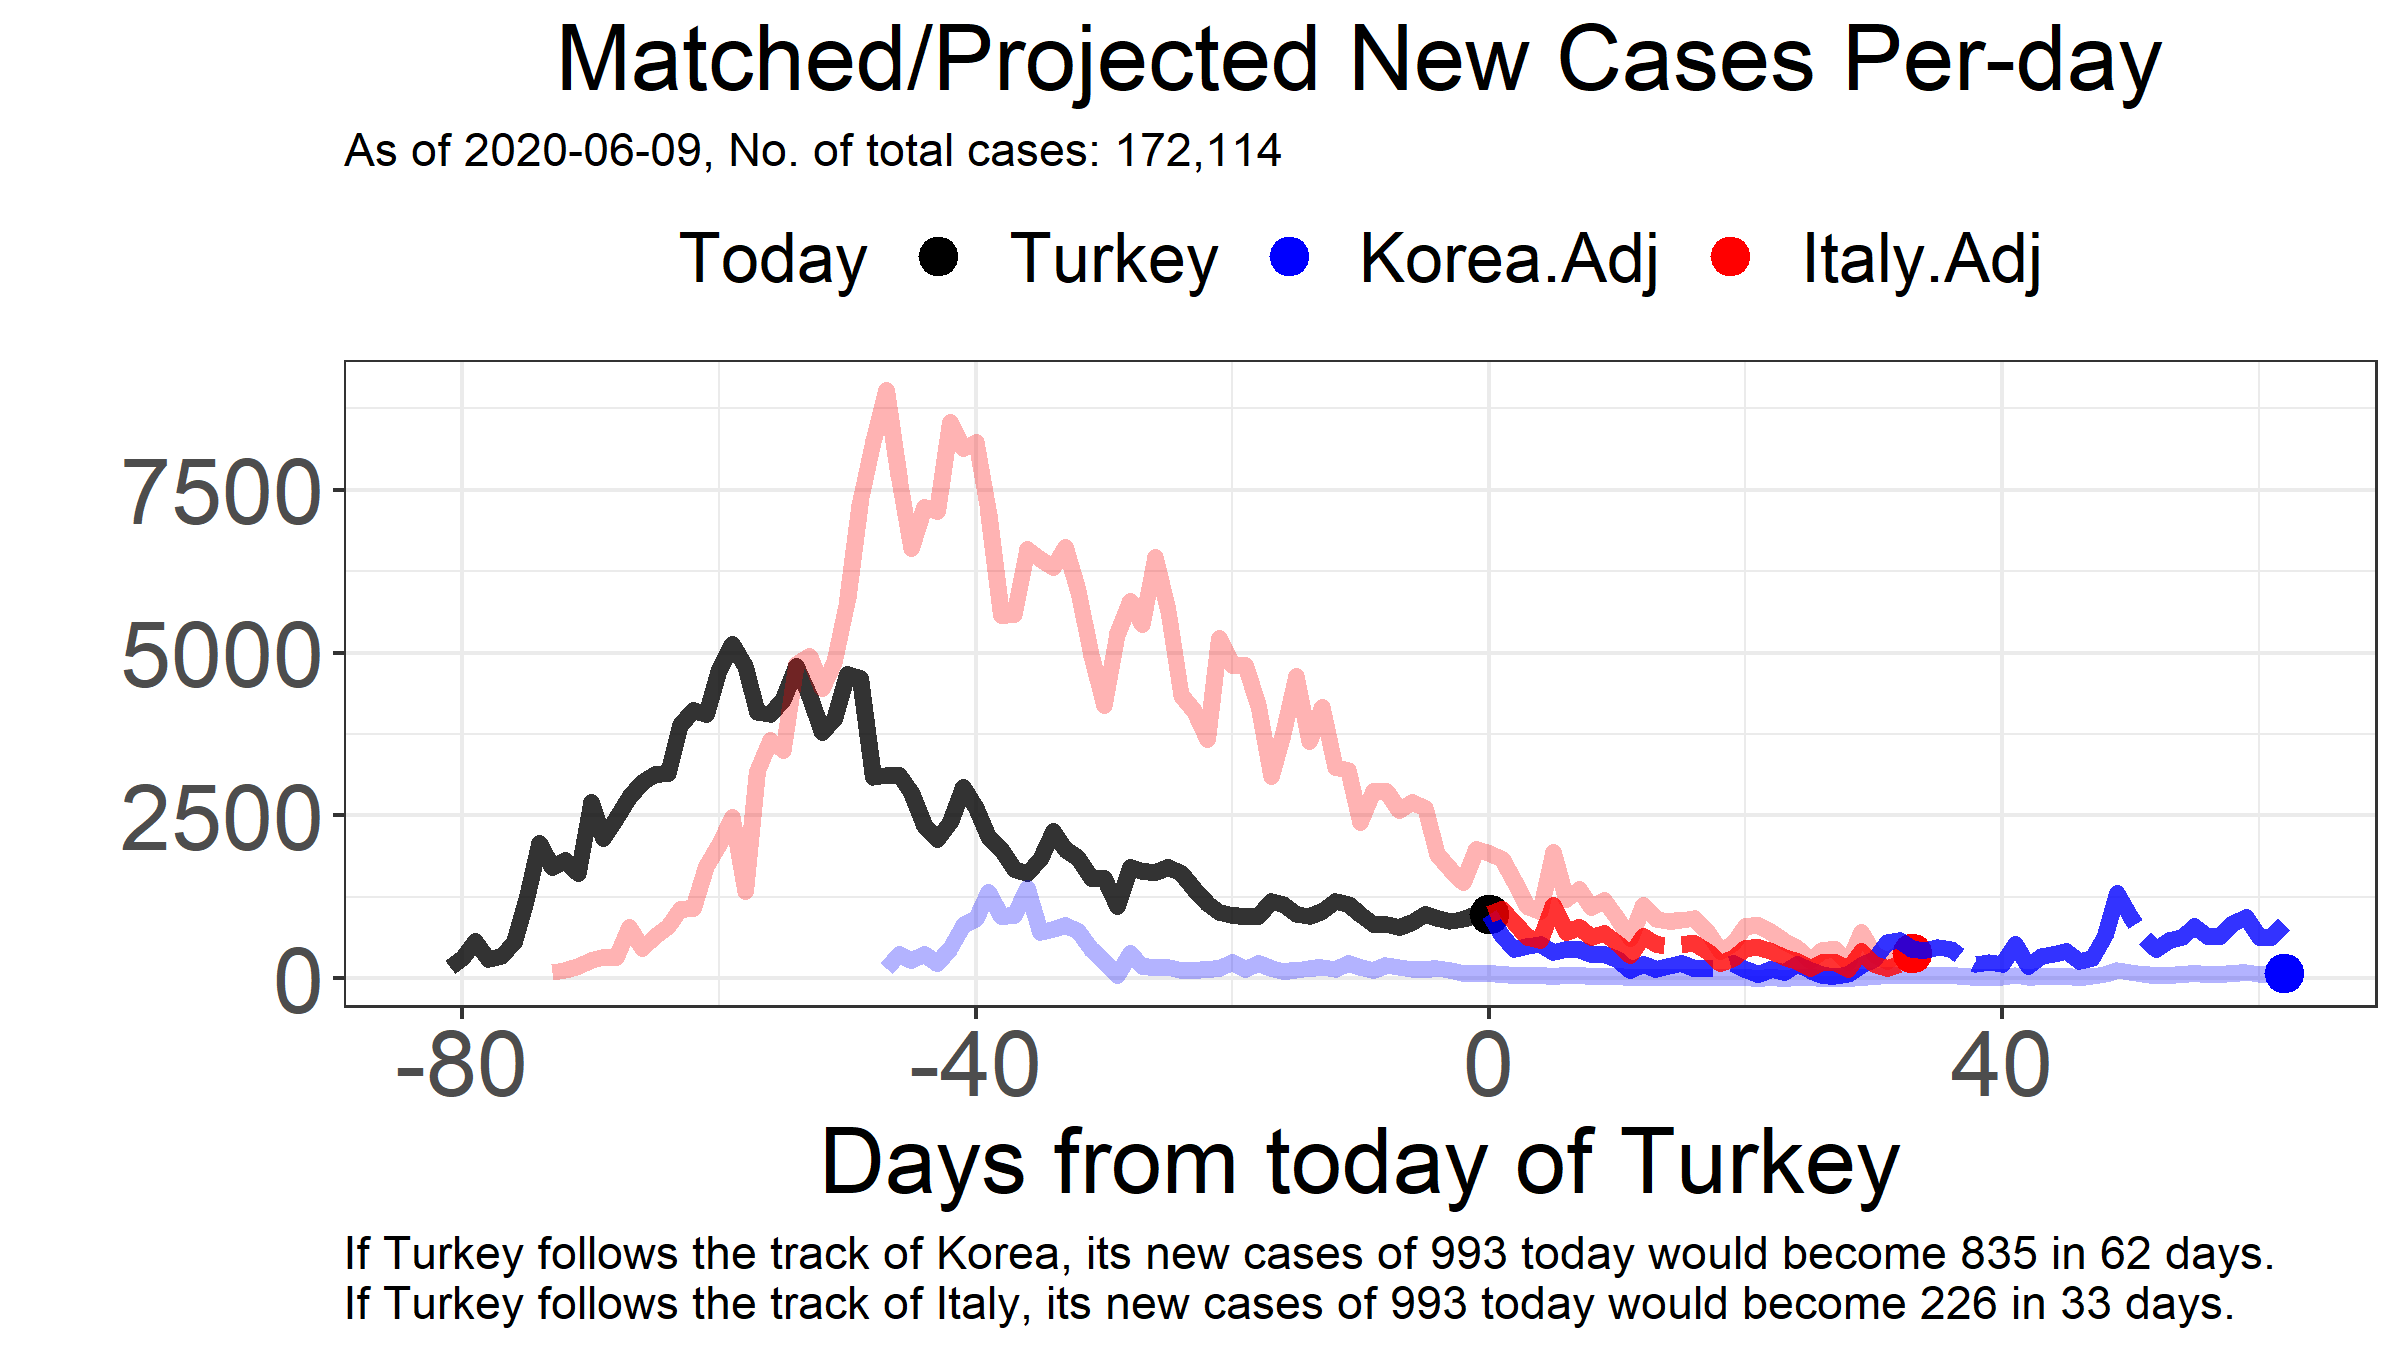 Matched/Projected New Cases Per-day
As of 2020-06-09, No. of total cases: 172,114
Today Turkey Korea.Adj Italy.Adj
7500
5000
2500
0
-80 -40 0 40
Days from today of Turkey
If Turkey follows the track of Korea, its new cases of 993 today would become 835 in 62 days.
If Turkey follows the track of Italy, its new cases of 993 today would become 226 in 33 days.